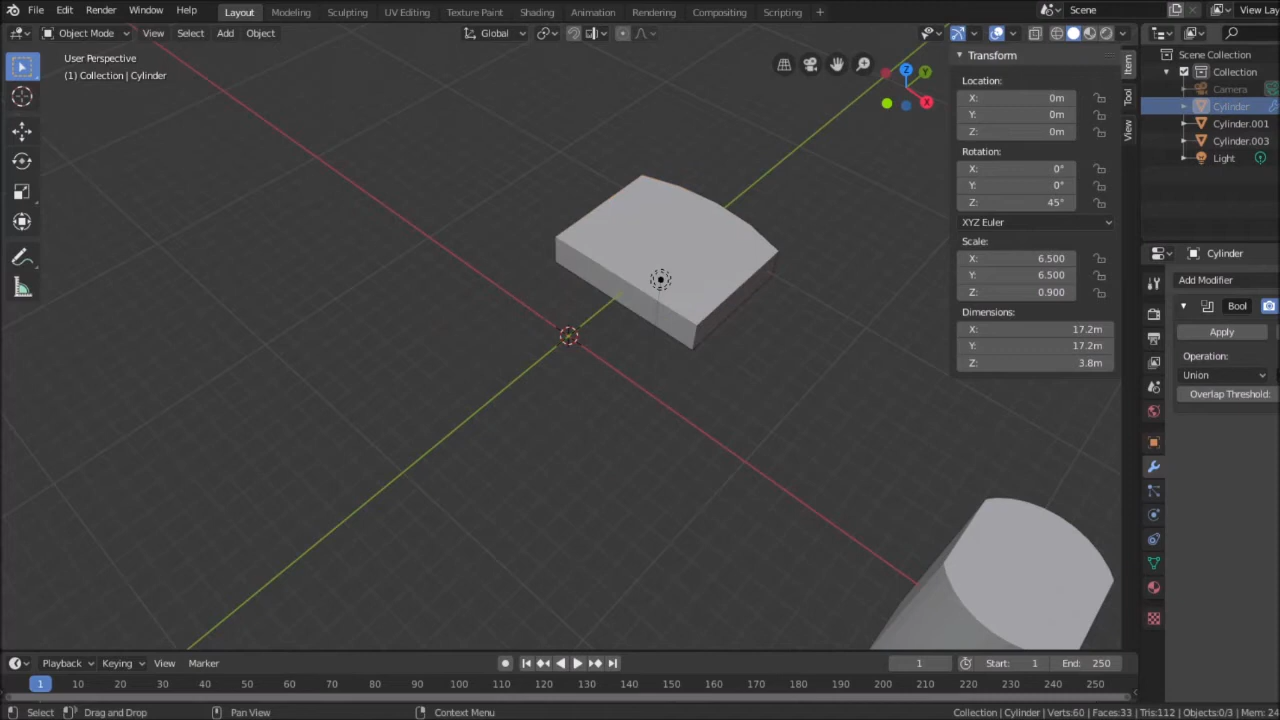 File Edit Render Window Help Layout Modeling Sculpting UV Editing Texture Paint Shading Animation Rendering Compositing Scripting + Scene View Lay
Object Mode View Select Add Object Global
User Perspective
(1) Collection | Cylinder
Z
Y
X
Transform
Location:
X: 0m
Y: 0m
Z: 0m
Rotation:
X: 0°
Y: 0°
Z: 45°
XYZ Euler
Scale:
X: 6.500
Y: 6.500
Z: 0.900
Dimensions:
X: 17.2m
Y: 17.2m
Z: 3.8m
Item
Tool
View
Scene Collection
Collection
Camera
Cylinder
Cylinder.001
Cylinder.003
Light
Cylinder
Add Modifier
Bool
Apply
Operation:
Union
Overlap Threshold:
Playback Keying View Marker 1 Start: 1 End: 250
1 10 20 30 40 50 60 70 80 90 100 110 120 130 140 150 160 170 180 190 200 210 220 230 240 250
Select Drag and Drop Pan View Context Menu Collection | Cylinder | Verts:60 | Faces:33 | Tris:112 | Objects:0/3 | Mem: 24